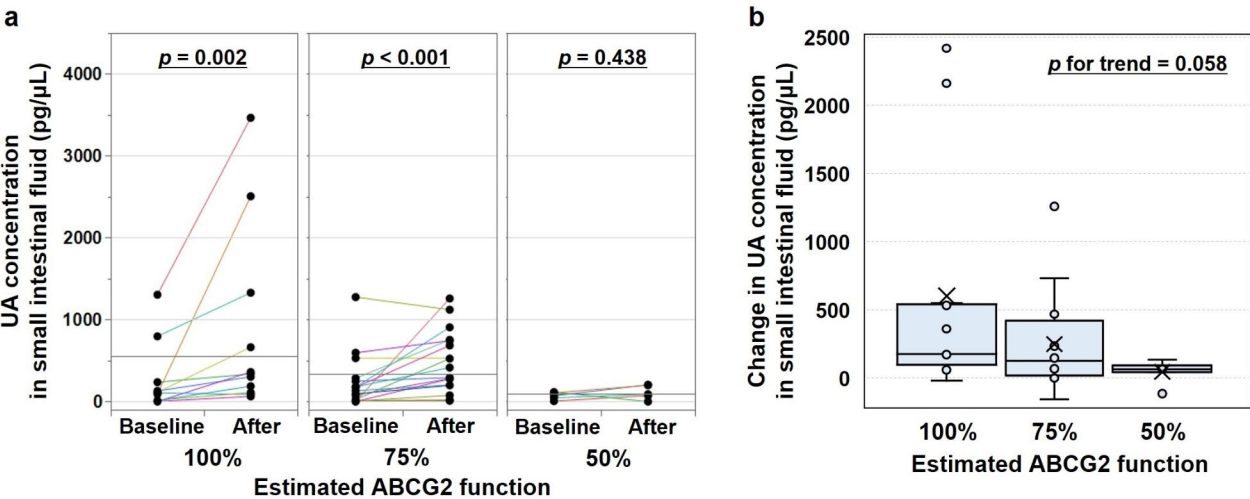 a
UA concentration
in small intestinal fluid (pg/μL)
4000
3000
2000
1000
0
p = 0.002
p < 0.001
p = 0.438
Baseline After
Baseline After
Baseline After
100%
75%
50%
Estimated ABCG2 function
b
Change in UA concentration
in small intestinal fluid (pg/μL)
2500
2000
1500
1000
500
0
p for trend = 0.058
100%
75%
50%
Estimated ABCG2 function